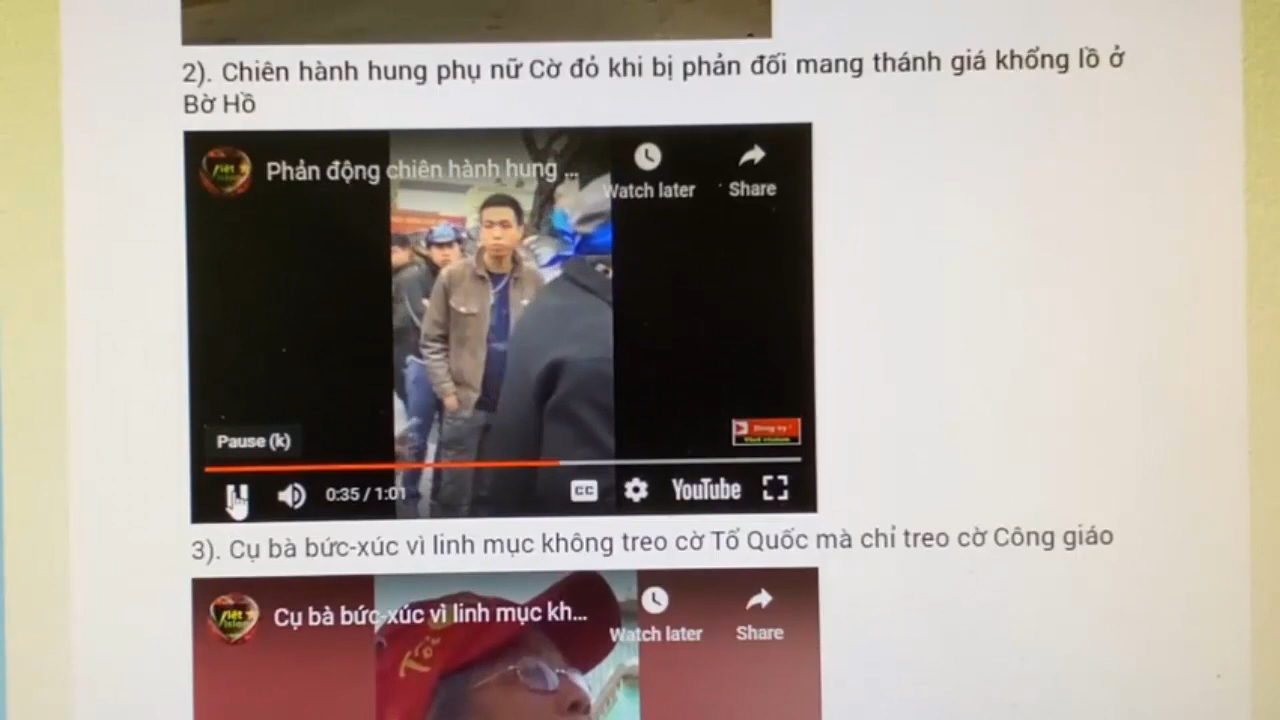 2). Chiên hành hung phụ nữ Cờ đỏ khi bị phản đối mang thánh giá khổng lồ ở
Bờ Hồ
Phản động chiên hành hung ...
Watch later
Share
Pause (k)
0:35 / 1:01
CC
YouTube
3). Cụ bà bức-xúc vì linh mục không treo cờ Tổ Quốc mà chỉ treo cờ Công giáo
Cụ bà bức-xúc vì linh mục kh...
Watch later
Share